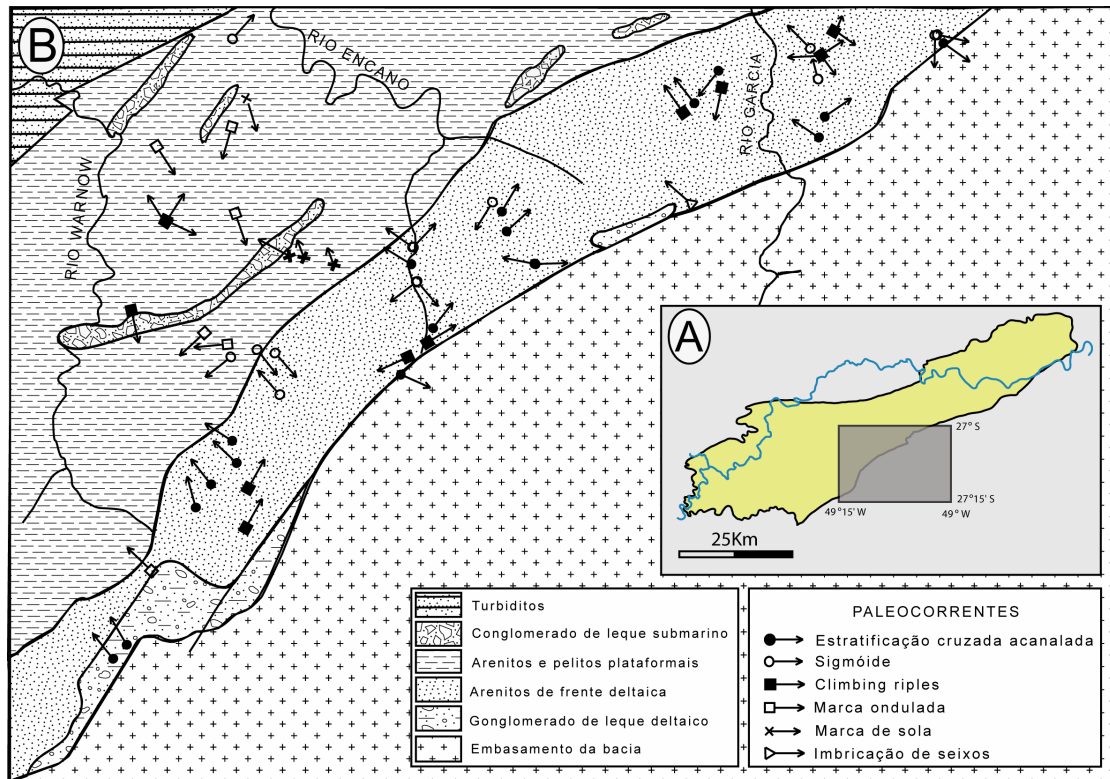 B
RIO ENCANO
RIO GARCIA
RIO WARNOW
A
27° S
27°15' S
49°15' W
49° W
25Km
Turbiditos
Conglomerado de leque submarino
Arenitos e pelitos plataformais
Arenitos de frente deltaica
Gonglomerado de leque deltaico
Embasamento da bacia
PALEOCORRENTES
Estratificação cruzada acanalada
Sigmóide
Climbing riples
Marca ondulada
Marca de sola
Imbricação de seixos